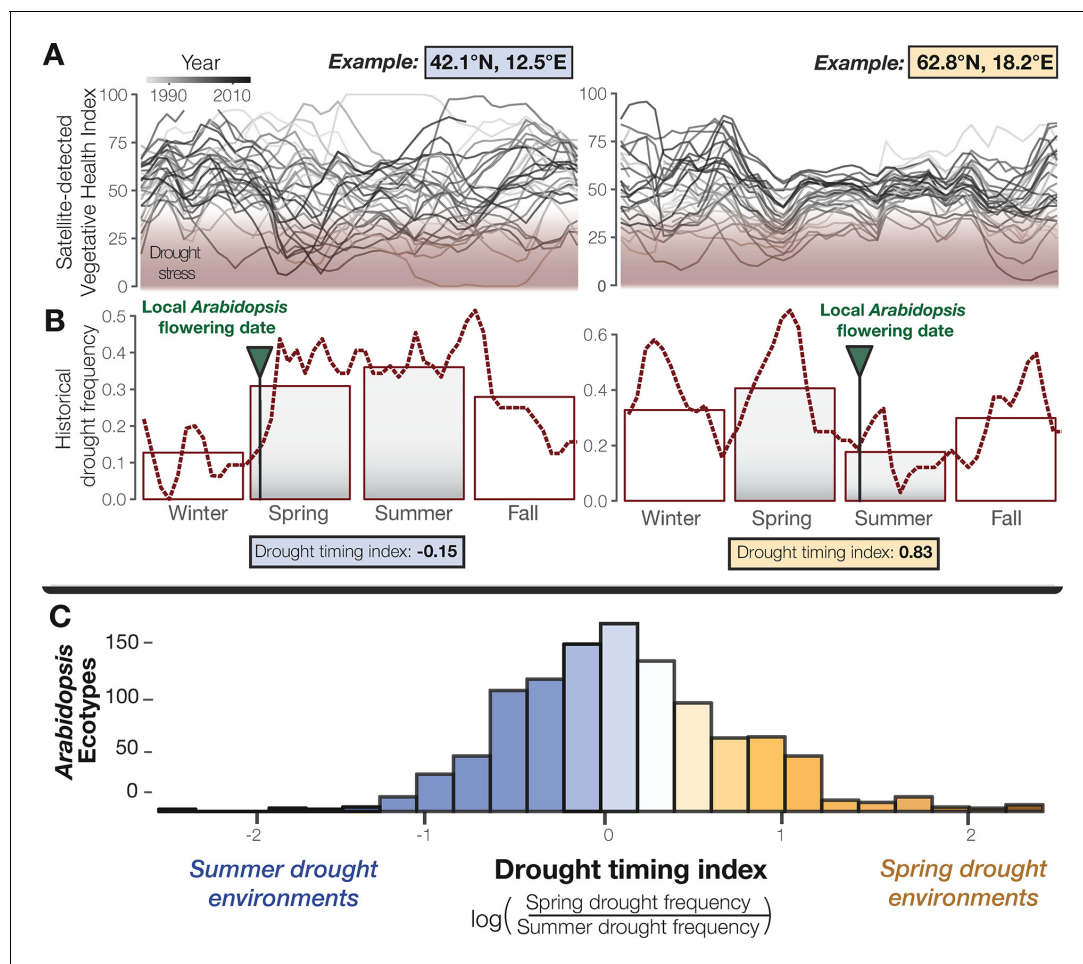 A
Year
1990 2010
Example: 42.1°N, 12.5°E
Example: 62.8°N, 18.2°E
Satellite-detected
Vegetative Health Index
100
75
50
25
0
Drought
stress
100
75
50
25
0
B
Local Arabidopsis
flowering date
Historical
drought frequency
0.5
0.4
0.3
0.2
0.1
0.0
Winter Spring Summer Fall
Drought timing index: -0.15
Local Arabidopsis
flowering date
0.6
0.4
0.2
0.0
Winter Spring Summer Fall
Drought timing index: 0.83
C
Arabidopsis
Ecotypes
150
100
50
0
-2 -1 0 1 2
Summer drought
environments
Drought timing index
log( Spring drought frequency
Summer drought frequency )
Spring drought
environments